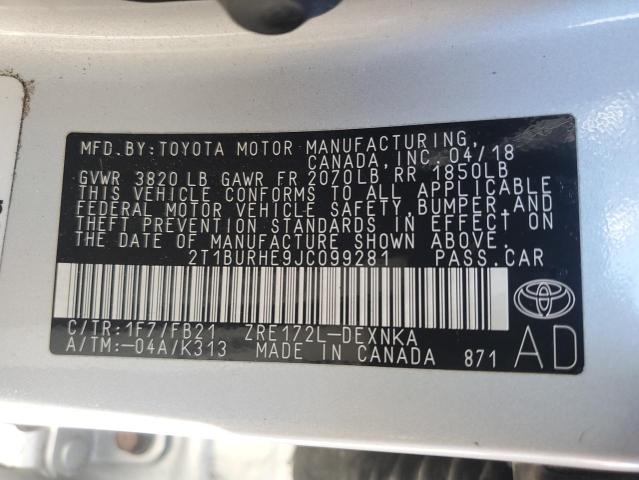 MFD.BY:TOYOTA MOTOR MANUFACTURING,
CANADA, INC. 04/18
GVWR 3820 LB GAWR FR 2070LB, RR 1850LB
THIS VEHICLE CONFORMS TO ALL APPLICABLE
FEDERAL MOTOR VEHICLE SAFETY, BUMPER, AND
THEFT PREVENTION STANDARDS IN EFFECT ON
THE DATE OF MANUFACTURE SHOWN ABOVE.
2T1BURHE9JC099281 PASS.CAR
C/TR:1F7/FB21 ZRE172L-DEXNKA
A/TM:-04A/K313 MADE IN CANADA 871
AD